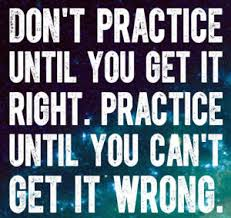 DON'T PRACTICE
UNTIL YOU GET IT
RIGHT. PRACTICE
UNTIL YOU CAN'T
GET IT WRONG.